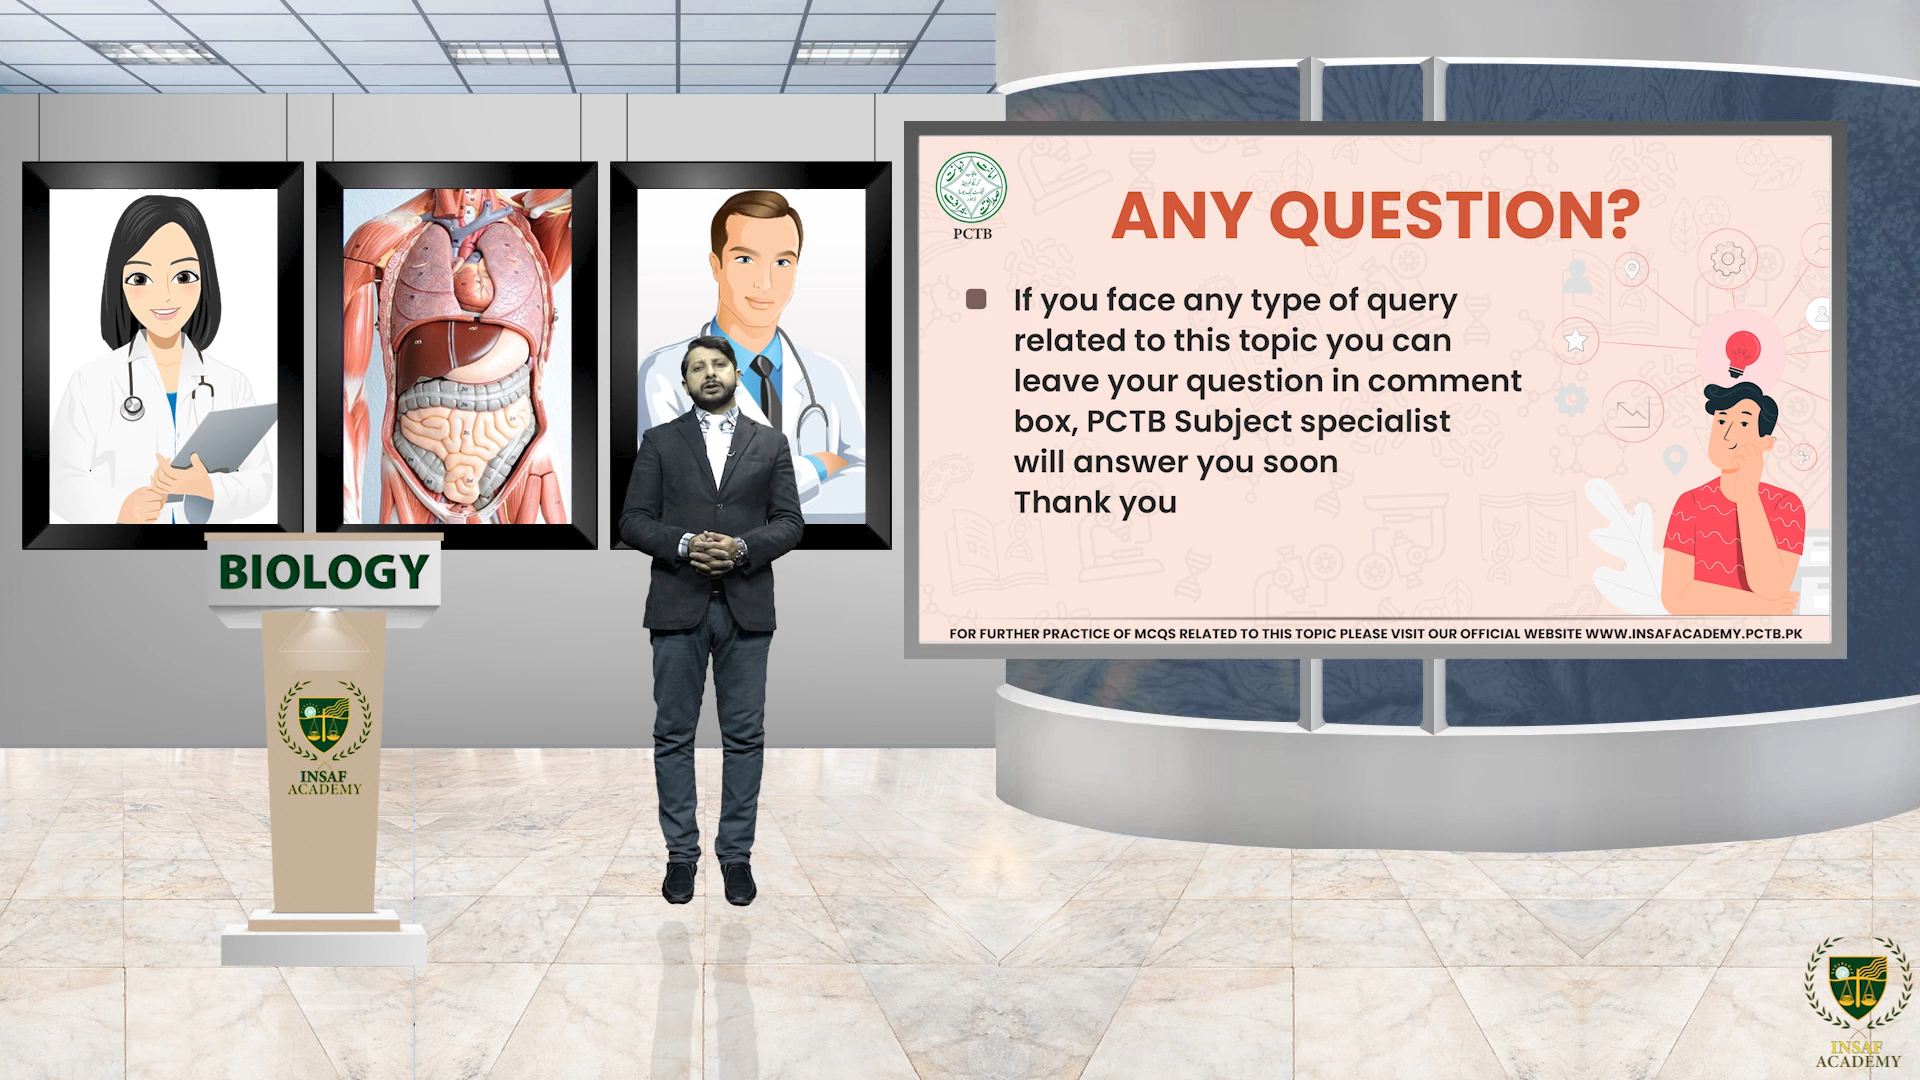 PCTB
ANY QUESTION?
If you face any type of query
related to this topic you can
leave your question in comment
box, PCTB Subject specialist
will answer you soon
Thank you
FOR FURTHER PRACTICE OF MCQS RELATED TO THIS TOPIC PLEASE VISIT OUR OFFICIAL WEBSITE WWW.INSAFACADEMY.PCTB.PK
BIOLOGY
INSAF
ACADEMY
INSAF
ACADEMY